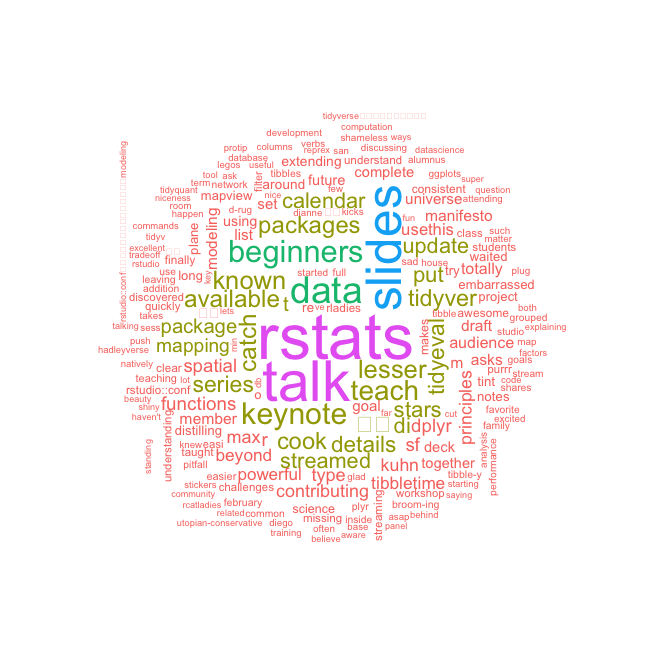 tidyverse
computation
development
shameless
ways
protip
columns
verbs
reprex
san
discussing
datascience
database
extending
understand
alumnus
legos
useful
tibbles
complete
ggplots
tool
ask
filter
around
future
few
consistent
super
tidyquant
term
network
mapview
set
calendar
universe
question
niceness
d-rug
nice
slides
attending
room
using
djanne
kicks
fun
manifesto
grouped
happen
plane
list
packages
usethis
students
both
commands
modeling
beginners
update
class
such
tidyv
matter
excellent
finally
sad
house
waited
plug
tradeoff
rstudio
known
started
full
data
put
try
totally
use
long
key
embarrassed
leaving
available
t
tidyver
project
addition
re
ve
rladies
discovered
tibble
awesome
quickly
lets
rstats
draft
studio
takes
package
catch
tidyeval
makes
audience
explaining
talking
sess
push
mapping
min
asks
map
hadleyverse
lesser
m
purrr
factors
natively
clear
spatial
talk
goals
teaching
lot
series
db
teach
tint
code
stream
rstudio::conf
o
principles
shares
beauty
functions
goal
stars
notes
favorite
shiny
member
keynote
di
dplyr
excited
haven't
distilling
far
cut
family
knew
easi
max
r
cook
details
sf
deck
understanding
taught
beyond
streamed
kuhn
together
analysis
standing
pitfall
easier
powerful
type
glad
tibbletime
tibble-y
starting
performance
stickers
challenges
contributing
workshop
saying
community
february
plyr
broom-ing
rcatladies
science
missing
inside
streaming
related
common
often
base
asap
behind
utopian-conservative
diego
aware
panel
training
believe
rstudio::conf
modeling